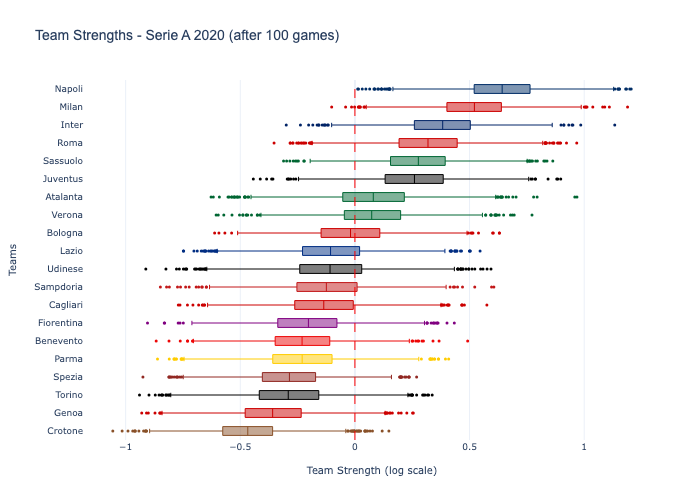 Team Strengths - Serie A 2020 (after 100 games)
Napoli
Milan
Inter
Roma
Sassuolo
Juventus
Atalanta
Verona
Bologna
Lazio
Udinese
Sampdoria
Cagliari
Fiorentina
Benevento
Parma
Spezia
Torino
Genoa
Crotone
Teams
−1 −0.5 0 0.5 1
Team Strength (log scale)